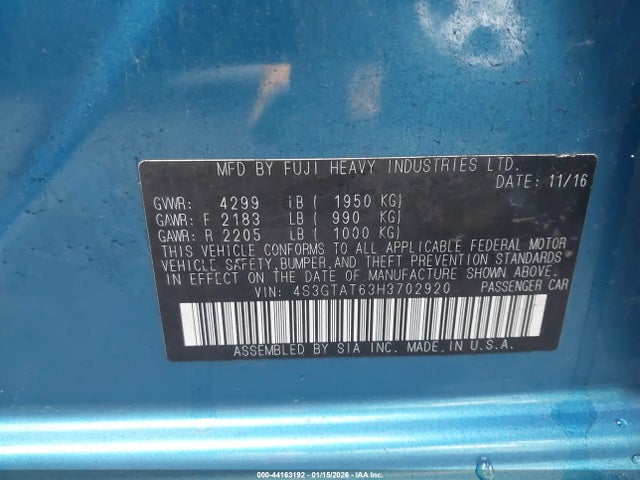 MFD BY FUJI HEAVY INDUSTRIES LTD.
DATE: 11/16
GVWR: 4299 LB ( 1950 KG)
GAWR: F 2183 LB ( 990 KG)
GAWR: R 2205 LB ( 1000 KG)
THIS VEHICLE CONFORMS TO ALL APPLICABLE FEDERAL MOTOR
VEHICLE SAFETY, BUMPER, AND THEFT PREVENTION STANDARDS
IN EFFECT ON THE DATE OF MANUFACTURE SHOWN ABOVE.
VIN: 4S3GTAT63H3702920 PASSENGER CAR
ASSEMBLED BY SIA INC. MADE IN U.S.A.
000-44163192 - 01/15/2026 - IAAI.COM